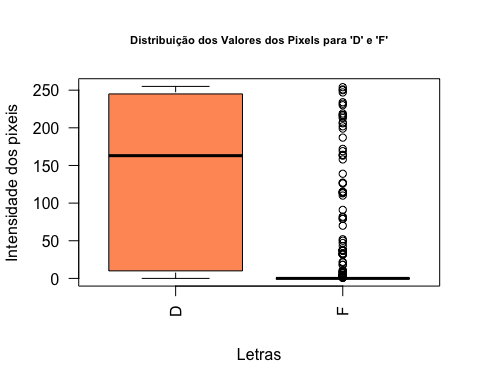 Distribuição dos Valores dos Pixels para 'D' e 'F'
Intensidade dos pixeis
250
200
150
100
50
0
D
F
Letras